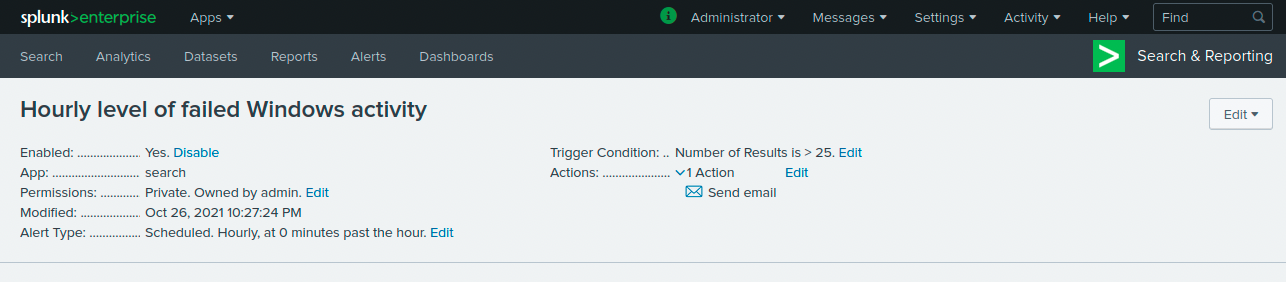 splunk>enterprise Apps i Administrator Messages Settings Activity Help Find
Search Analytics Datasets Reports Alerts Dashboards > Search & Reporting
Hourly level of failed Windows activity Edit
Enabled: .................... Yes. Disable Trigger Condition: .. Number of Results is > 25. Edit
App: ............................ search Actions: ..................... 1 Action Edit
Permissions: ............. Private. Owned by admin. Edit Send email
Modified: ................... Oct 26, 2021 10:27:24 PM
Alert Type: ................ Scheduled. Hourly, at 0 minutes past the hour. Edit